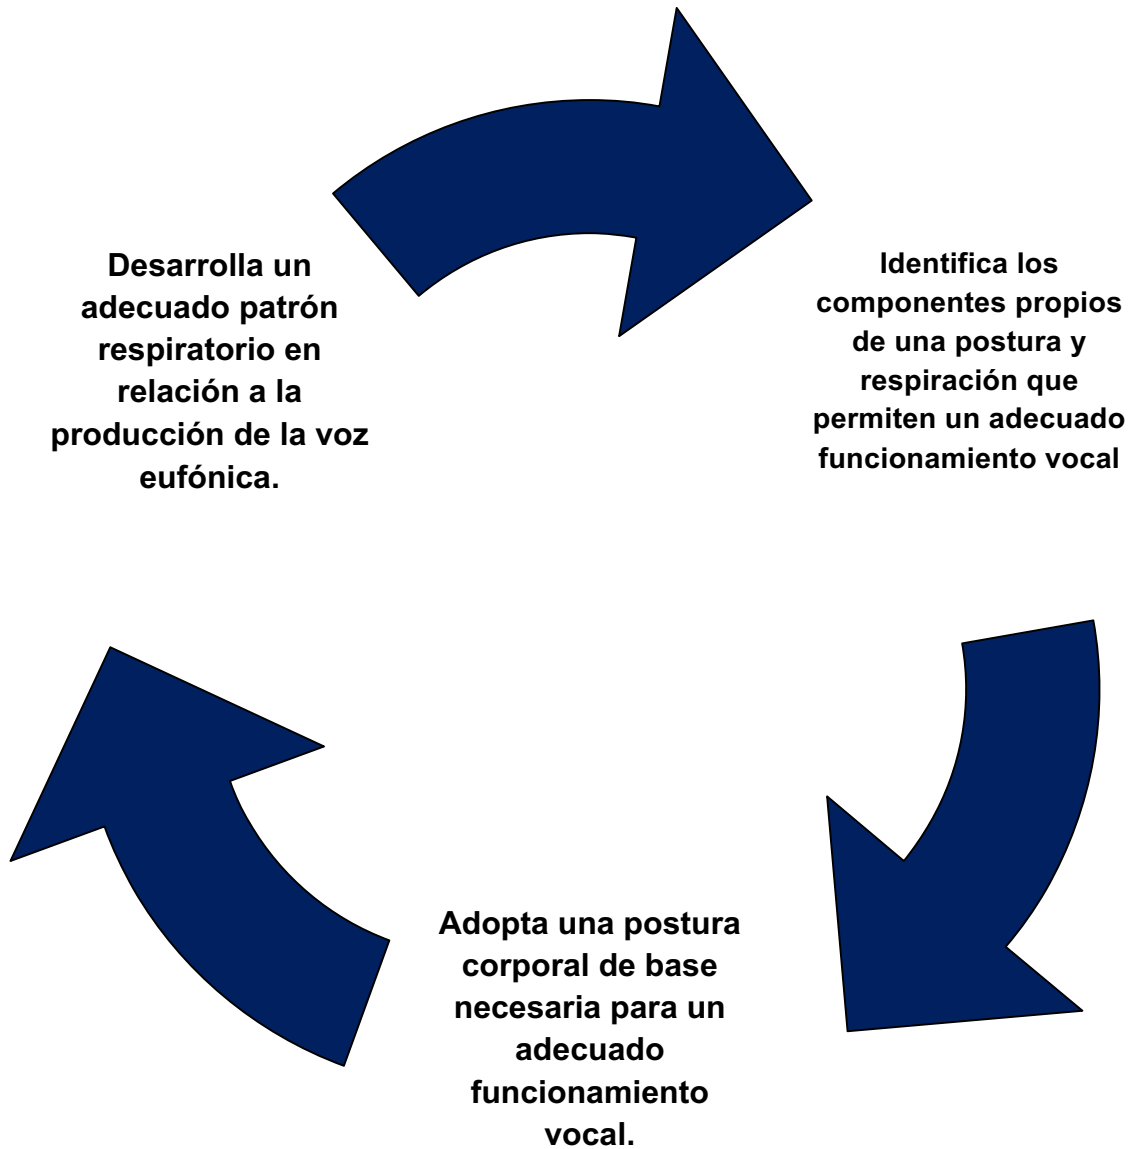 Desarrolla un
adecuado patrón
respiratorio en
relación a la
producción de la voz
eufónica.
Identifica los
componentes propios
de una postura y
respiración que
permiten un adecuado
funcionamiento vocal
Adopta una postura
corporal de base
necesaria para un
adecuado
funcionamiento
vocal.